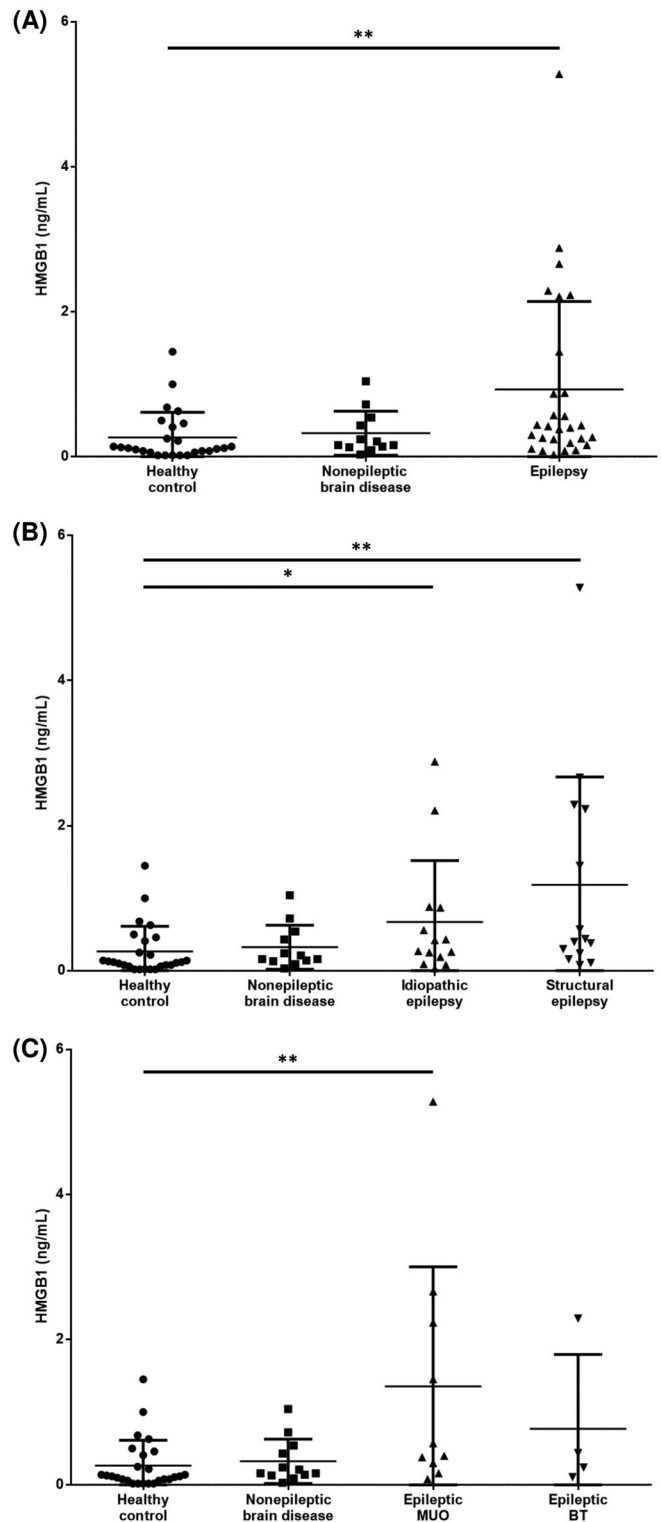 (A)
6
4
2
0
HMGB1 (ng/mL)
**
Healthy
control
Nonepileptic
brain disease
Epilepsy
(B)
6
4
2
0
HMGB1 (ng/mL)
**
*
Healthy
control
Nonepileptic
brain disease
Idiopathic
epilepsy
Structural
epilepsy
(C)
6
4
2
0
HMGB1 (ng/mL)
**
Healthy
control
Nonepileptic
brain disease
Epileptic
MUO
Epileptic
BT